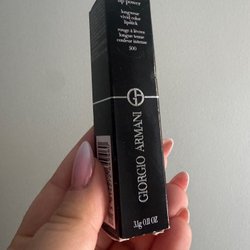 lip power
longwear
vivid color
lipstick
rouge à lèvres
longue tenue
couleur intense
500
GIORGIO ARMANI
3.1g 0.11 OZ